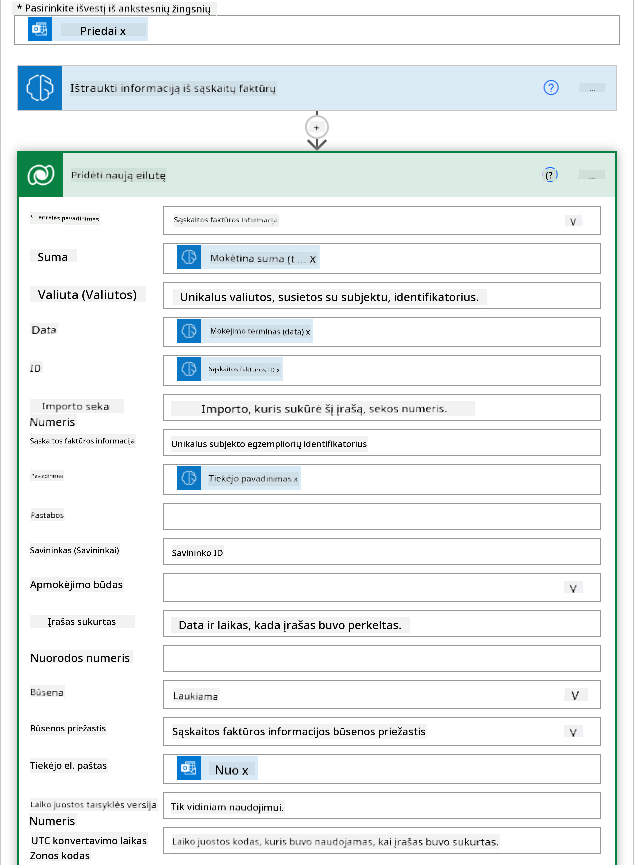 * Pasirinkite išvestį iš ankstesnių žingsnių
Priedai x
Ištraukti informaciją iš sąskaitų faktūrų
?
...
+
Pridėti naują eilutę
(?
...
* Lentelės pavadinimas
Sąskaitos faktūros informacija
V
Suma
Mokėtina suma (t ... x
Valiuta (Valiutos)
Unikalus valiutos, susietos su subjektu, identifikatorius.
Data
Mokėjimo terminas (data) x
ID
Sąskaitos faktūros ID x
Importo seka
Numeris
Importo, kuris sukūrė šį įrašą, sekos numeris.
Sąskaitos faktūros informacija
Unikalus subjekto egzempliorių identifikatorius
Pavadinimas
Tiekėjo pavadinimas x
Pastabos
Savininkas (Savininkai)
Savininko ID
Apmokėjimo būdas
V
Įrašas sukurtas
Data ir laikas, kada įrašas buvo perkeltas.
Nuorodos numeris
Būsena
Laukiama
V
Būsenos priežastis
Sąskaitos faktūros informacijos būsenos priežastis
V
Tiekėjo el. paštas
Nuo x
Laiko juostos taisyklės versija
Numeris
Tik vidiniam naudojimui.
UTC konvertavimo laikas
Zonos kodas
Laiko juostos kodas, kuris buvo naudojamas, kai įrašas buvo sukurtas.